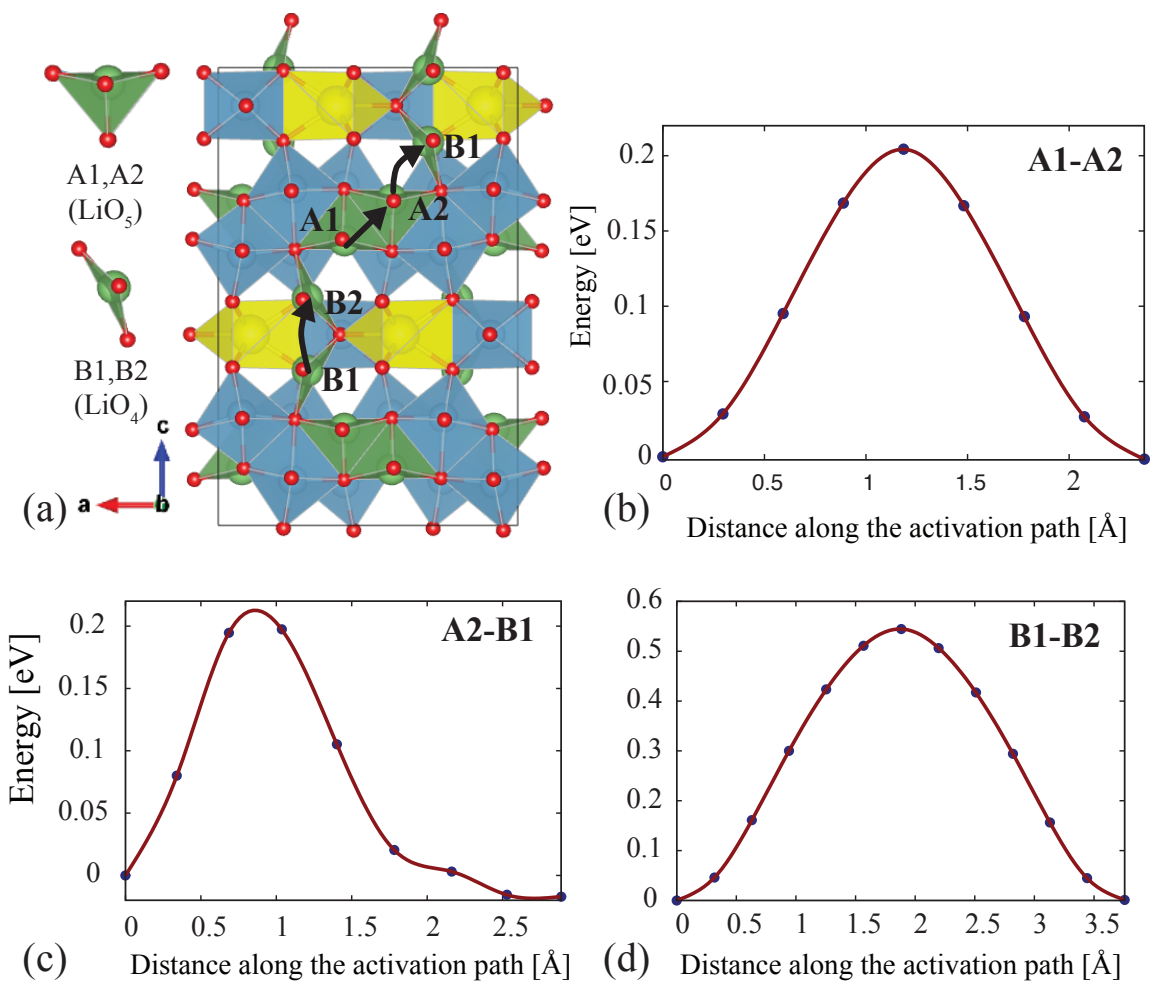 A1,A2
(LiO5)
B1,B2
(LiO4)
c
a
b
B1
A1
A2
B2
B1
(a)
A1-A2
Energy [eV]
0.2
0.15
0.1
0.05
0
0 0.5 1 1.5 2
Distance along the activation path [Å]
(b)
A2-B1
Energy [eV]
0.2
0.1
0.05
0
0 0.5 1 1.5 2 2.5
Distance along the activation path [Å]
(c)
B1-B2
0.6
0.5
0.4
0.3
0.2
0.1
0
0 0.5 1 1.5 2 2.5 3 3.5
Distance along the activation path [Å]
(d)